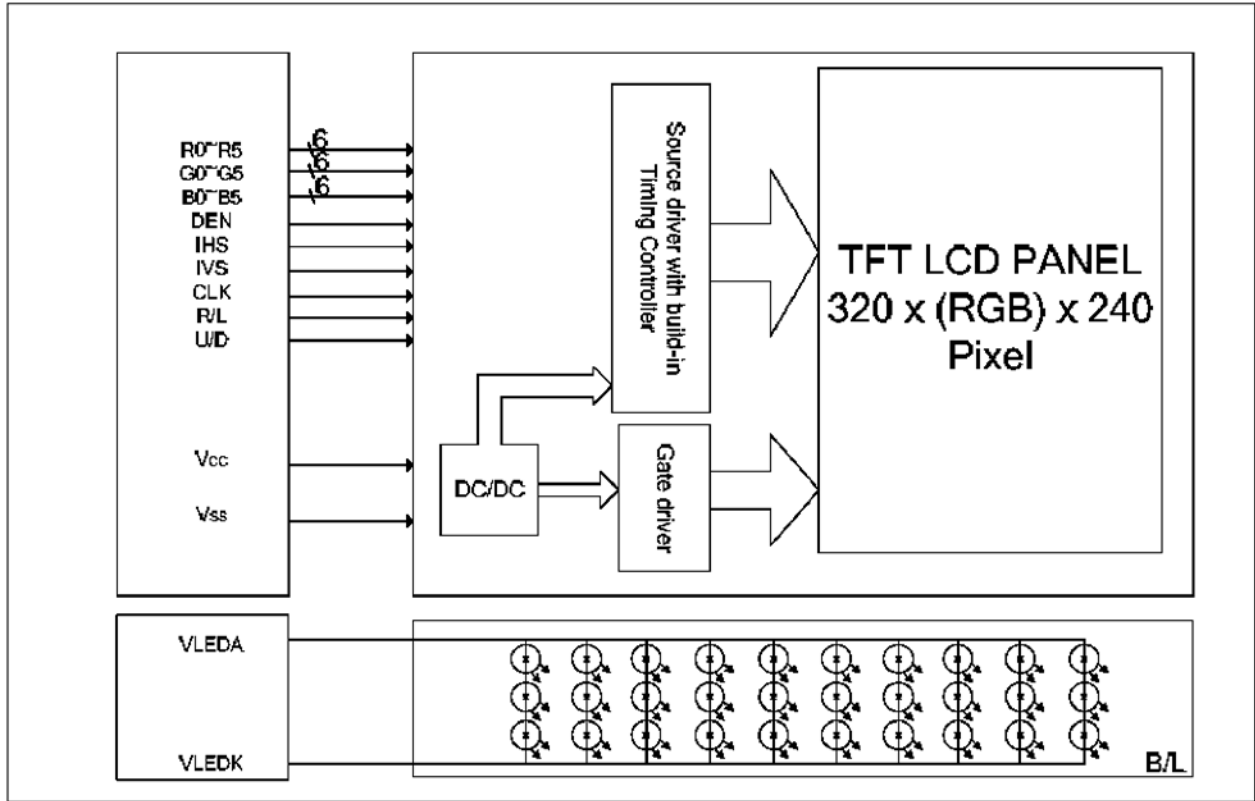 R0~R5
6
G0~G5
6
B0~B5
6
DEN
IHS
IVS
CLK
R/L
U/D
Vcc
Vss
Source driver with build-in
Timing Controller
DC/DC
Gate driver
TFT LCD PANEL
320 x (RGB) x 240
Pixel
VLEDA
VLEDK
B/L